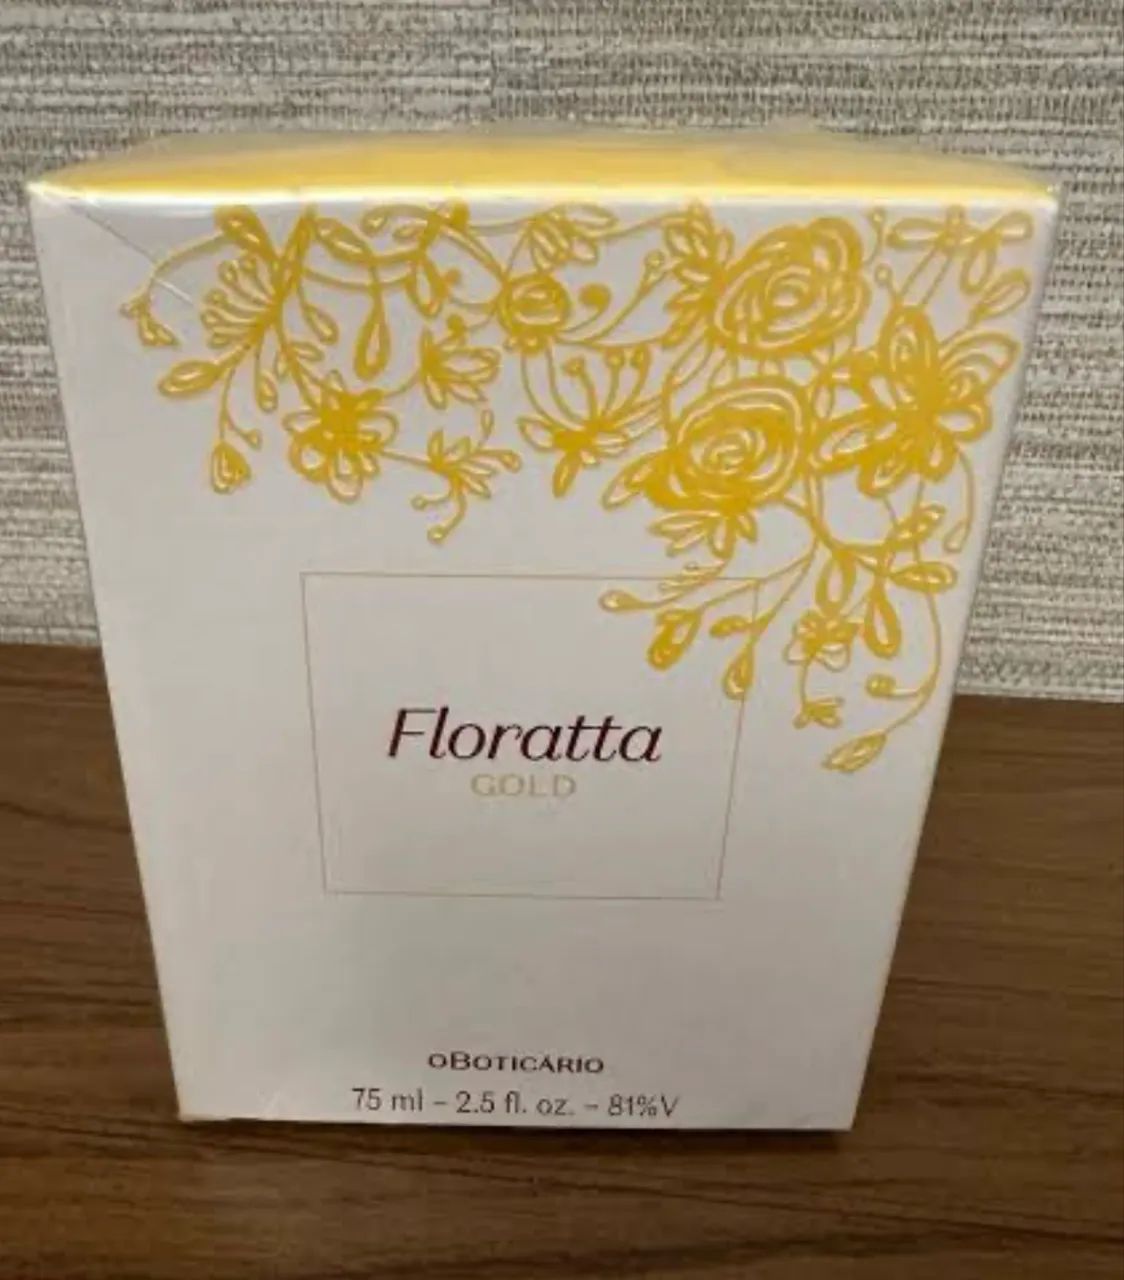 Floratta
GOLD
oBOTICÁRIO
75 ml - 2.5 fl. oz. - 81%V